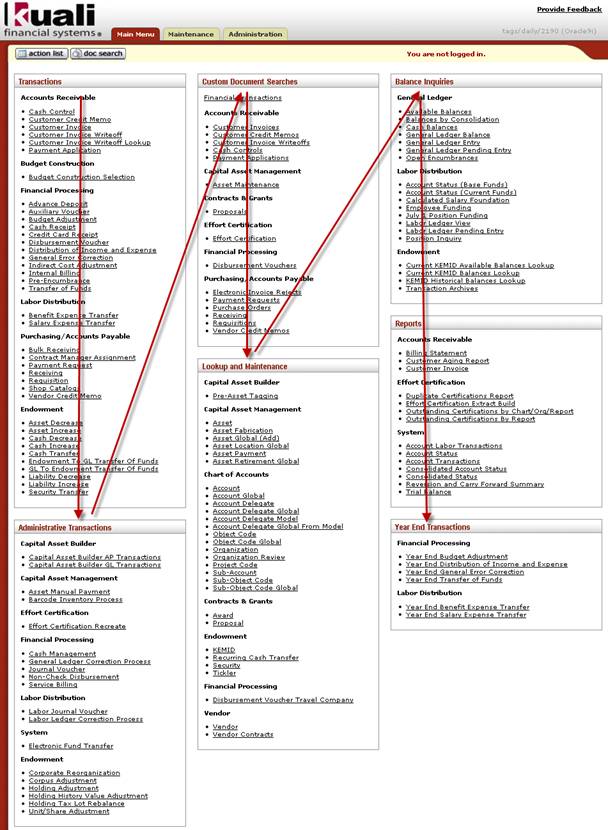 kuali
financial systems
Provide Feedback
Main Menu
Maintenance
Administration
tags/daily/2190 (Oracle9i)
action list
doc search
You are not logged in.
Transactions
Accounts Receivable
Cash Control
Customer Credit Memo
Customer Invoice
Customer Invoice Writeoff
Customer Invoice Writeoff Lookup
Payment Application
Budget Construction
Budget Construction Selection
Financial Processing
Advance Deposit
Auxiliary Voucher
Budget Adjustment
Cash Receipt
Credit Card Receipt
Disbursement Voucher
Distribution of Income and Expense
General Error Correction
Indirect Cost Adjustment
Internal Billing
Pre-Encumbrance
Transfer of Funds
Labor Distribution
Benefit Expense Transfer
Salary Expense Transfer
Purchasing/Accounts Payable
Bulk Receiving
Contract Manager Assignment
Payment Request
Receiving
Requisition
Shop Catalogs
Vendor Credit Memo
Endowment
Asset Decrease
Asset Increase
Cash Decrease
Cash Increase
Cash Transfer
Endowment To GL Transfer Of Funds
GL To Endowment Transfer Of Funds
Liability Decrease
Liability Increase
Security Transfer
Administrative Transactions
Capital Asset Builder
Capital Asset Builder AP Transactions
Capital Asset Builder GL Transactions
Capital Asset Management
Asset Manual Payment
Barcode Inventory Process
Effort Certification
Effort Certification Recreate
Financial Processing
Cash Management
General Ledger Correction Process
Journal Voucher
Non-Check Disbursement
Service Billing
Labor Distribution
Labor Journal Voucher
Labor Ledger Correction Process
System
Electronic Fund Transfer
Endowment
Corporate Reorganization
Corpus Adjustment
Holding Adjustment
Holding History Value Adjustment
Holding Tax Lot Rebalance
Unit/Share Adjustment
Custom Document Searches
Financial Transactions
Accounts Receivable
Customer Invoices
Customer Credit Memos
Customer Invoice Writeoffs
Cash Controls
Payment Applications
Capital Asset Management
Asset Maintenance
Contracts & Grants
Proposals
Effort Certification
Effort Certification
Financial Processing
Disbursement Vouchers
Purchasing, Accounts Payable
Electronic Invoice Rejects
Payment Requests
Purchase Orders
Receiving
Requisitions
Vendor Credit Memos
Lookup and Maintenance
Capital Asset Builder
Pre-Asset Tagging
Capital Asset Management
Asset
Asset Fabrication
Asset Global (Add)
Asset Location Global
Asset Payment
Asset Retirement Global
Chart of Accounts
Account
Account Global
Account Delegate
Account Delegate Global
Account Delegate Model
Account Delegate Global From Model
Object Code
Object Code Global
Organization
Organization Review
Project Code
Sub-Account
Sub-Object Code
Sub-Object Code Global
Contracts & Grants
Award
Proposal
Endowment
KEMID
Recurring Cash Transfer
Security
Tickler
Financial Processing
Disbursement Voucher Travel Company
Vendor
Vendor
Vendor Contracts
Balance Inquiries
General Ledger
Available Balances
Balances by Consolidation
Cash Balances
General Ledger Balance
General Ledger Entry
General Ledger Pending Entry
Open Encumbrances
Labor Distribution
Account Status (Base Funds)
Account Status (Current Funds)
Calculated Salary Foundation
Employee Funding
July 1 Position Funding
Labor Ledger View
Labor Ledger Pending Entry
Position Inquiry
Endowment
Current KEMID Available Balances Lookup
Current KEMID Balances Lookup
KEMID Historical Balances Lookup
Transaction Archives
Reports
Accounts Receivable
Billing Statement
Customer Aging Report
Customer Invoice
Effort Certification
Duplicate Certifications Report
Effort Certification Extract Build
Outstanding Certifications by Chart/Org/Report
Outstanding Certifications By Report
System
Account Labor Transactions
Account Status
Account Transactions
Consolidated Account Status
Consolidated Status
Reversion and Carry Forward Summary
Trial Balance
Year End Transactions
Financial Processing
Year End Budget Adjustment
Year End Distribution of Income and Expense
Year End General Error Correction
Year End Transfer of Funds
Labor Distribution
Year End Benefit Expense Transfer
Year End Salary Expense Transfer